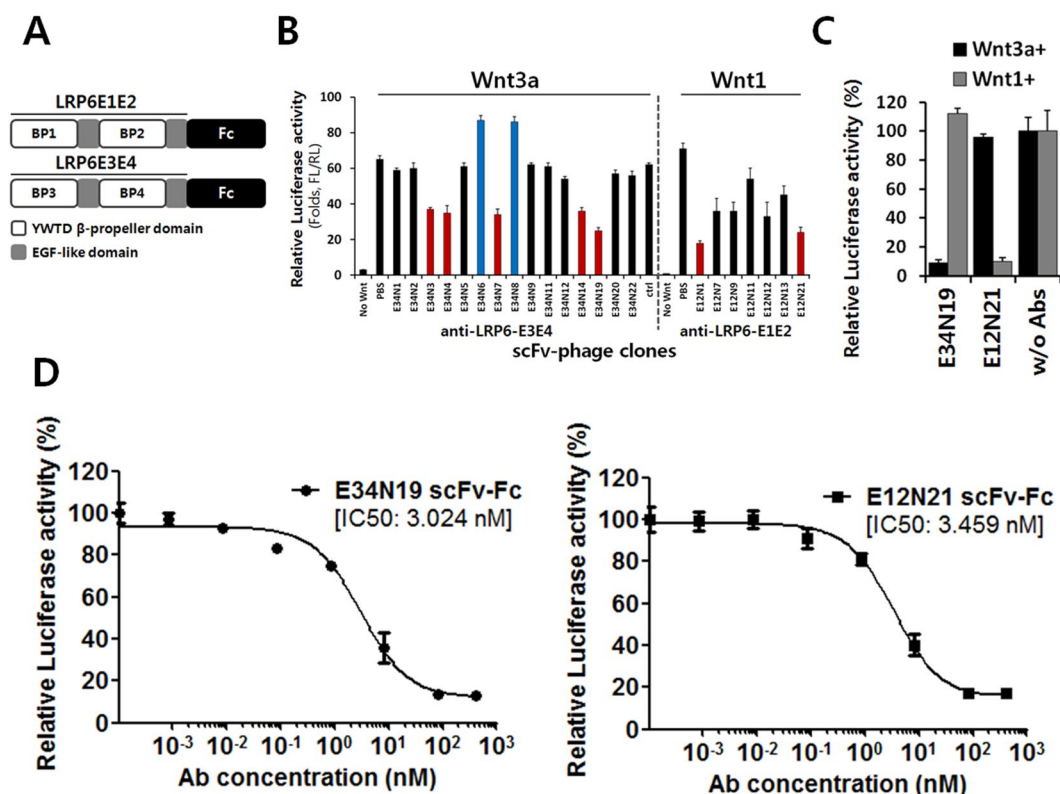 A
LRP6E1E2
BP1 BP2 Fc
LRP6E3E4
BP3 BP4 Fc
YWTD β-propeller domain
EGF-like domain
B
Wnt3a Wnt1
Relative Luciferase activity
(Folds, FL/RL)
100
80
60
40
20
0
No Wnt PBS E34N1 E34N2 E34N3 E34N4 E34N5 E34N6 E34N7 E34N8 E34N9 E34N11 E34N12 E34N14 E34N19 E34N20 E34N22 ctrl No Wnt PBS E12N1 E12N7 E12N9 E12N11 E12N12 E12N13 E12N21
anti-LRP6-E3E4 anti-LRP6-E1E2
scFv-phage clones
C
Wnt3a+
Wnt1+
Relative Luciferase activity (%)
120
100
80
60
40
20
0
E34N19 E12N21 w/o Abs
D
Relative Luciferase activity (%)
120
100
80
60
40
20
0
E34N19 scFv-Fc
[IC50: 3.024 nM]
10-3 10-2 10-1 100 101 102 103
Ab concentration (nM)
Relative Luciferase activity (%)
120
100
80
60
40
20
0
E12N21 scFv-Fc
[IC50: 3.459 nM]
10-3 10-2 10-1 100 101 102 103
Ab concentration (nM)